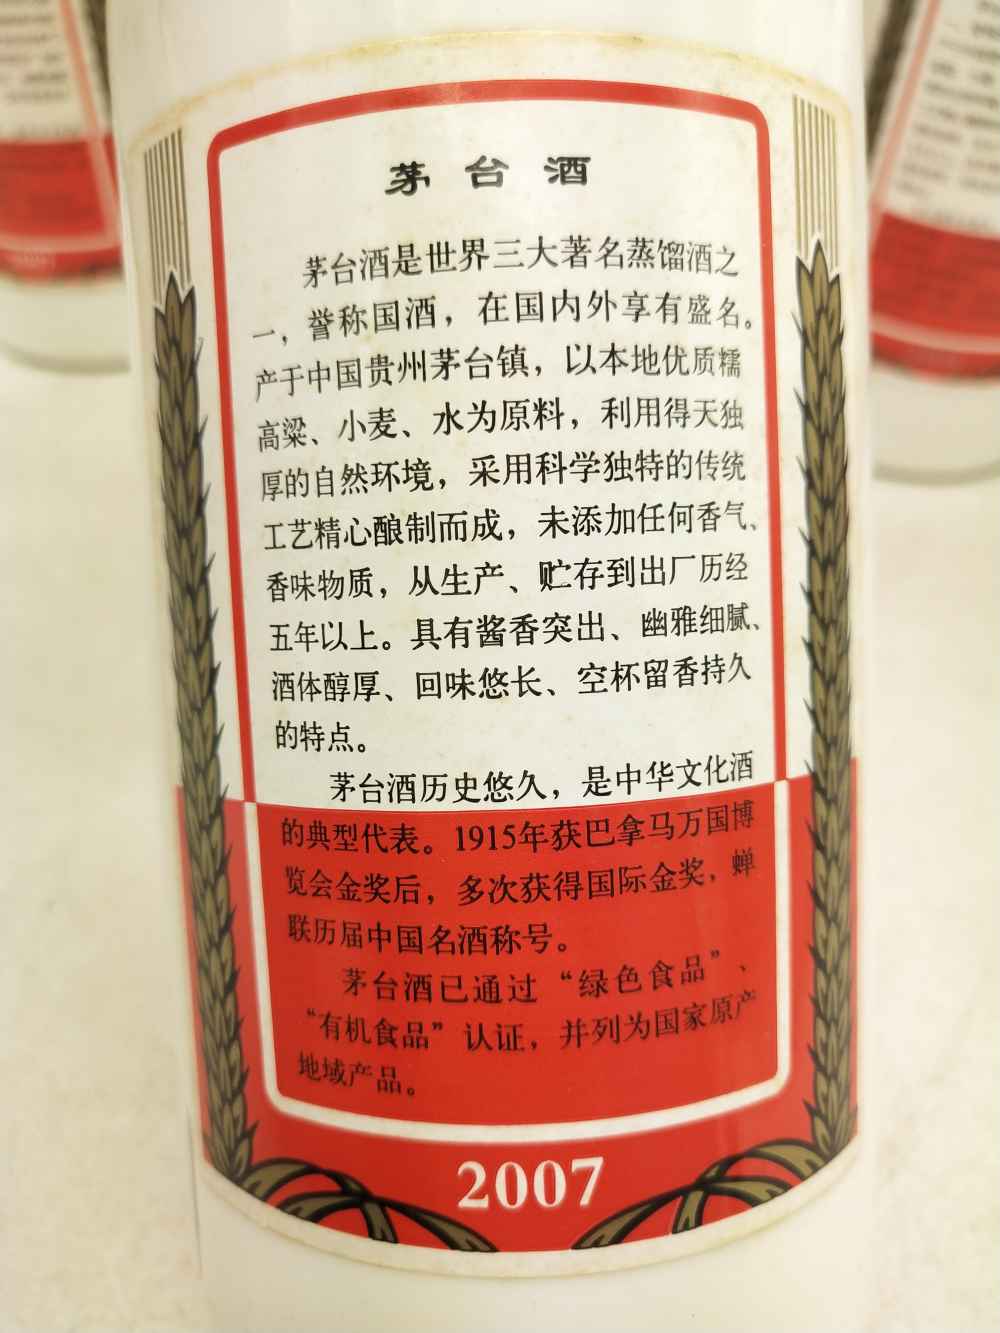 茅台酒
茅台酒是世界三大著名蒸馏酒之
一，誉称国酒，在国内外享有盛名。
产于中国贵州茅台镇，以本地优质糯
高粱、小麦、水为原料，利用得天独
厚的自然环境，采用科学独特的传统
工艺精心酿制而成，未添加任何香气、
香味物质，从生产、贮存到出厂历经
五年以上。具有酱香突出、幽雅细腻、
酒体醇厚、回味悠长、空杯留香持久
的特点。
茅台酒历史悠久，是中华文化酒
的典型代表。1915年获巴拿马万国博
览会金奖后，多次获得国际金奖，蝉
联历届中国名酒称号。
茅台酒已通过“绿色食品”、
“有机食品”认证，并列为国家原产
地域产品。
2007